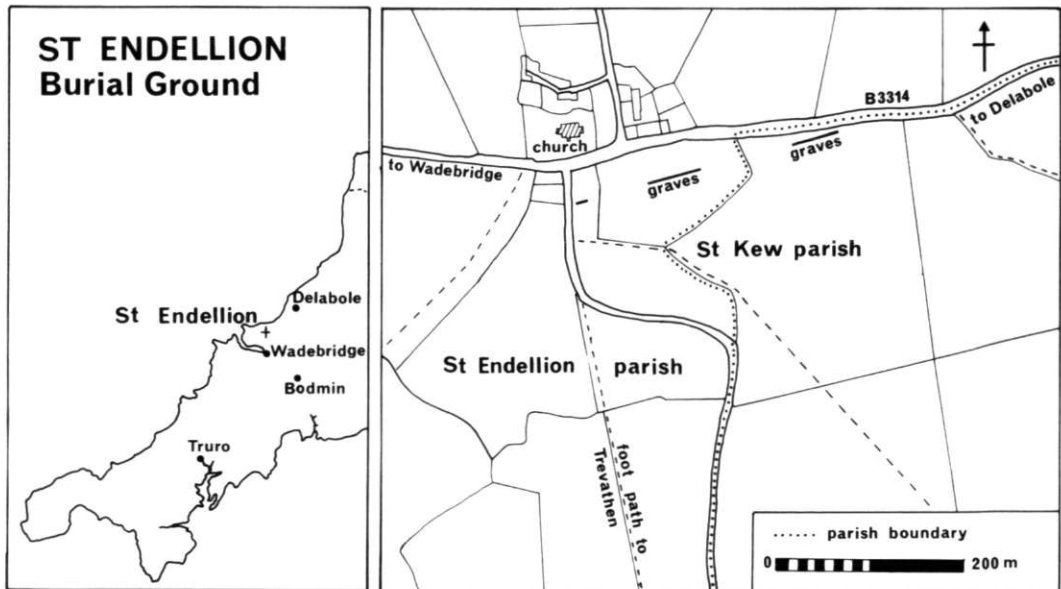 ST ENDELLION
Burial Ground
Delabole
St Endellion
Wadebridge
Bodmin
Truro
B3314
to Delabole
church
graves
to Wadebridge
graves
St Kew parish
St Endellion parish
foot path to
Trevathen
parish boundary
0 200 m